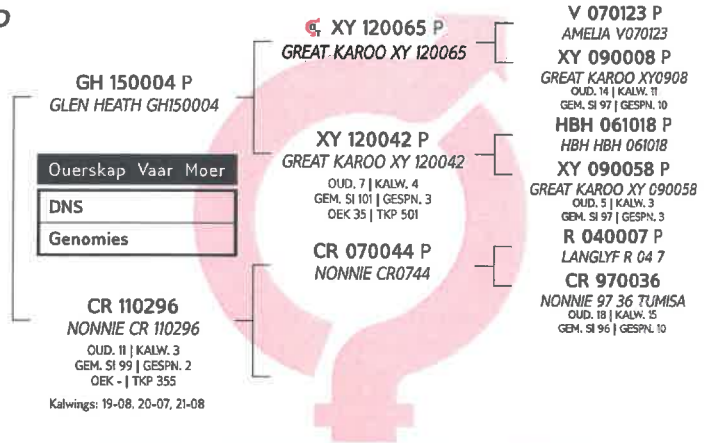 GH 150004 P
GLEN HEATH GH150004
Ouerskap Vaar Moer
DNS
Genomies
CR 110296
NONNIE CR 110296
OUD. 11 | KALW. 3
GEM. SI 99 | GESPN. 2
OEK - | TKP 355
Kalwings: 19-08, 20-07, 21-08
XY 120065 P
GREAT KAROO XY 120065
XY 120042 P
GREAT KAROO XY 120042
OUD. 7 | KALW. 4
GEM. SI 101 | GESPN. 3
OEK 35 | TKP 501
CR 070044 P
NONNIE CR0744
V 070123 P
AMELIA V070123
XY 090008 P
GREAT KAROO XY0908
OUD. 14 | KALW. 11
GEM. SI 97 | GESPN. 10
HBH 061018 P
HBH HBH 061018
XY 090058 P
GREAT KAROO XY 090058
OUD. 5 | KALW. 3
GEM. SI 97 | GESPN. 3
R 040007 P
LANGLYF R 04 7
CR 970036
NONNIE 97 36 TUMISA
OUD. 18 | KALW. 15
GEM. SI 96 | GESPN. 10